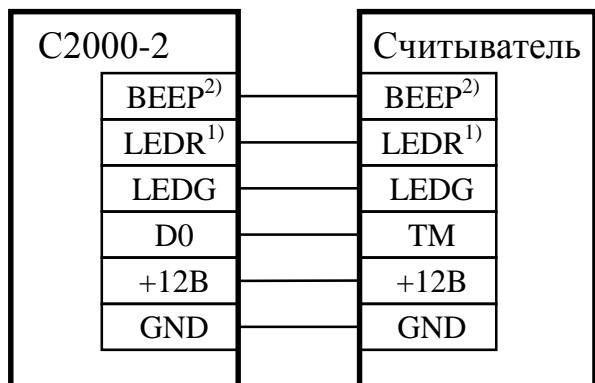 С2000-2 Считыватель
BEEP2) BEEP2)
LEDR1) LEDR1)
LEDG LEDG
D0 TM
+12В +12В
GND GND